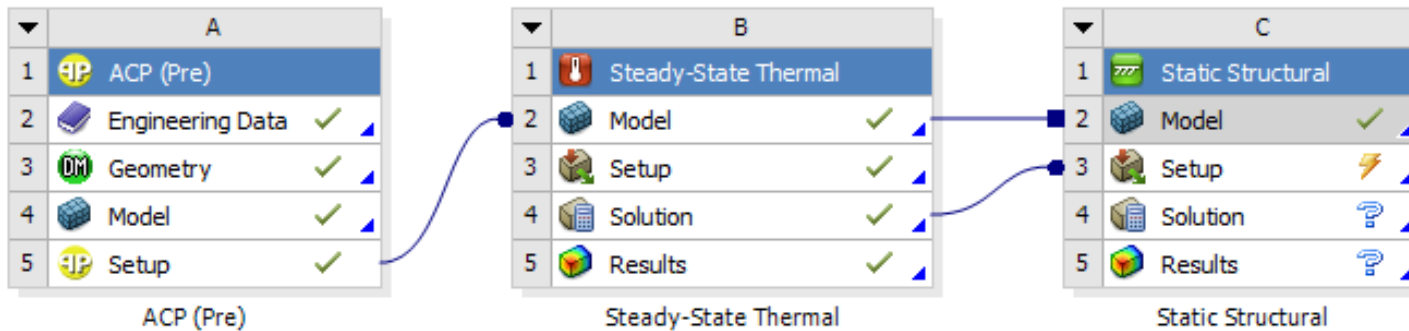 A
1 ACP (Pre)
2 Engineering Data
3 DM Geometry
4 Model
5 Setup
ACP (Pre)
B
1 Steady-State Thermal
2 Model
3 Setup
4 Solution
5 Results
Steady-State Thermal
C
1 Static Structural
2 Model
3 Setup
4 Solution
5 Results
Static Structural